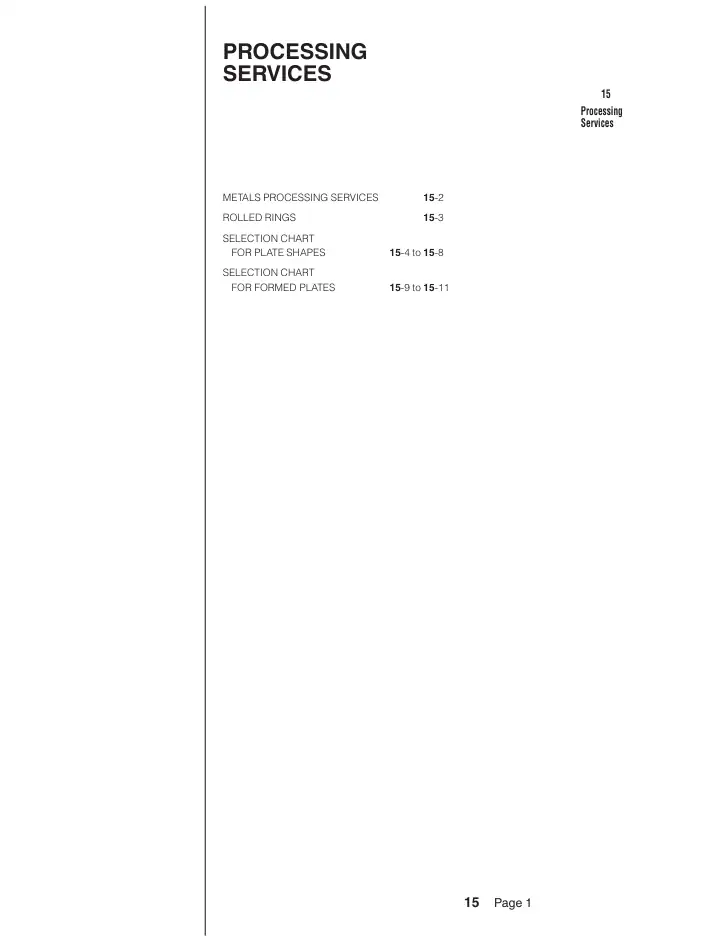 PROCESSING
SERVICES
15
Processing
Services
METALS PROCESSING SERVICES 15-2
ROLLED RINGS 15-3
SELECTION CHART
FOR PLATE SHAPES 15-4 to 15-8
SELECTION CHART
FOR FORMED PLATES 15-9 to 15-11
15 Page 1